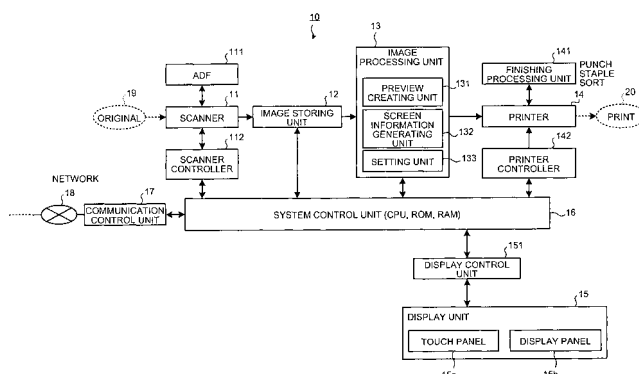 10
13
IMAGE
PROCESSING UNIT
111
ADF
141
FINISHING
PROCESSING UNIT
PUNCH
STAPLE
SORT
19
ORIGINAL
11
SCANNER
12
IMAGE STORING
UNIT
PREVIEW
CREATING UNIT
131
SCREEN
INFORMATION
GENERATING
UNIT
132
SETTING UNIT
133
14
PRINTER
20
PRINT
112
SCANNER
CONTROLLER
142
PRINTER
CONTROLLER
NETWORK
18
17
COMMUNICATION
CONTROL UNIT
SYSTEM CONTROL UNIT (CPU, ROM, RAM)
16
151
DISPLAY CONTROL
UNIT
15
DISPLAY UNIT
TOUCH PANEL
DISPLAY PANEL